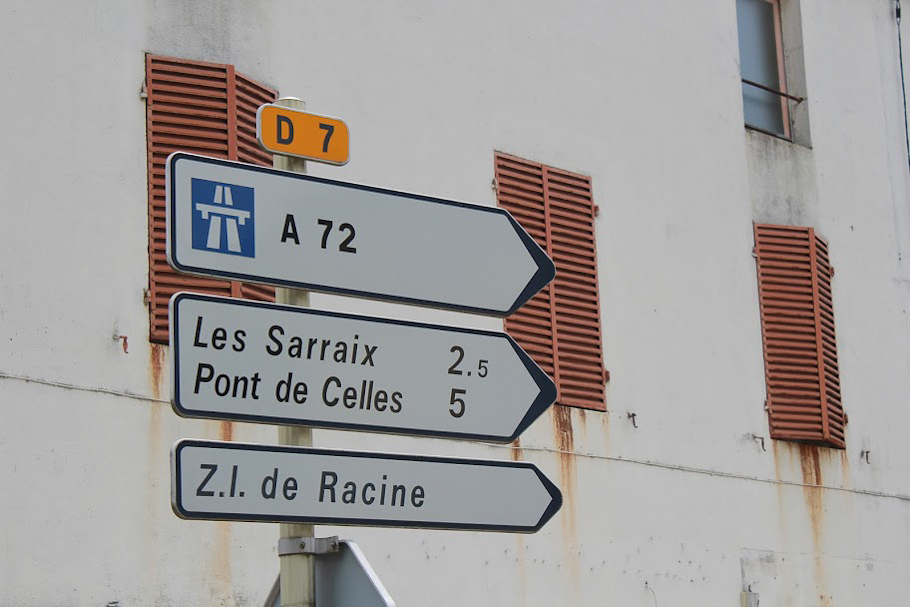 D 7
A 72
Les Sarraix 2.5
Pont de Celles 5
Z.I. de Racine